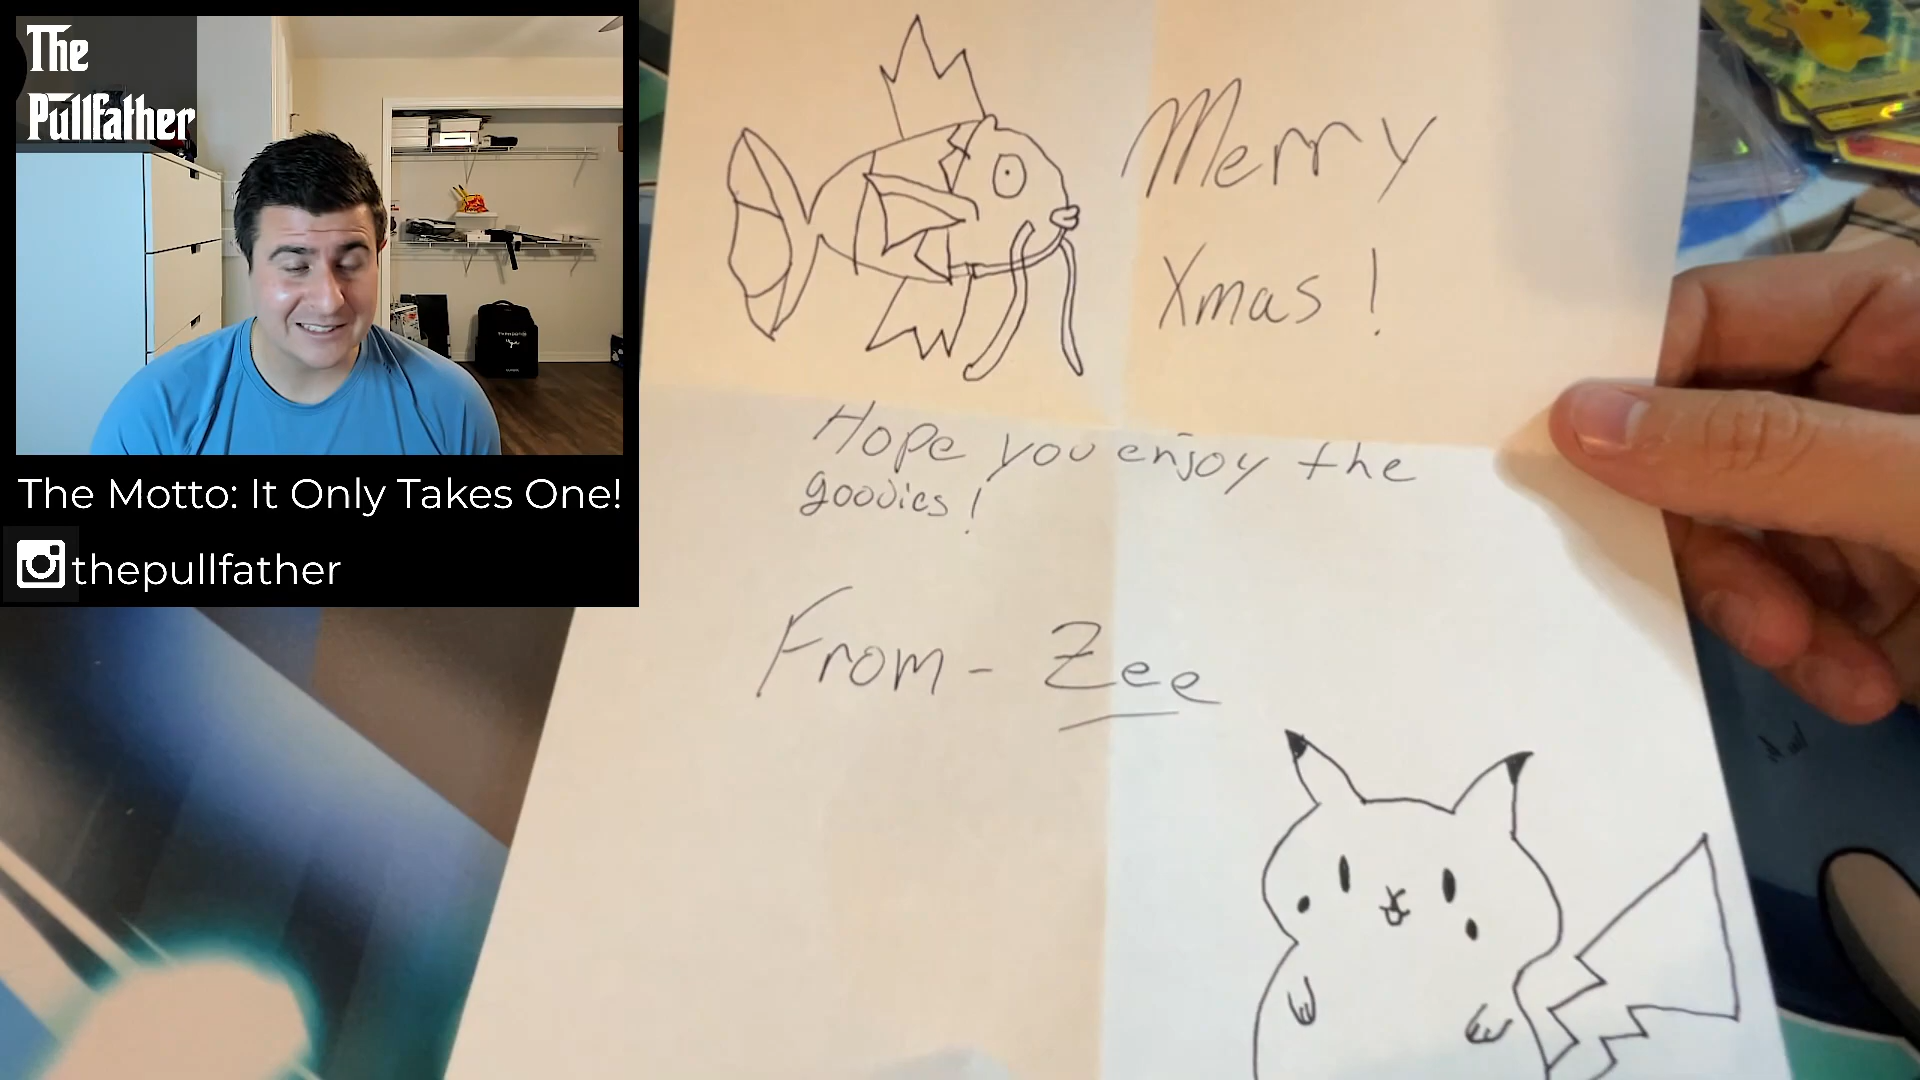 The
Pullfather
The Motto: It Only Takes One!
thepullfather
Merry
Xmas!
Hope you enjoy the
goodies!
From - Zee